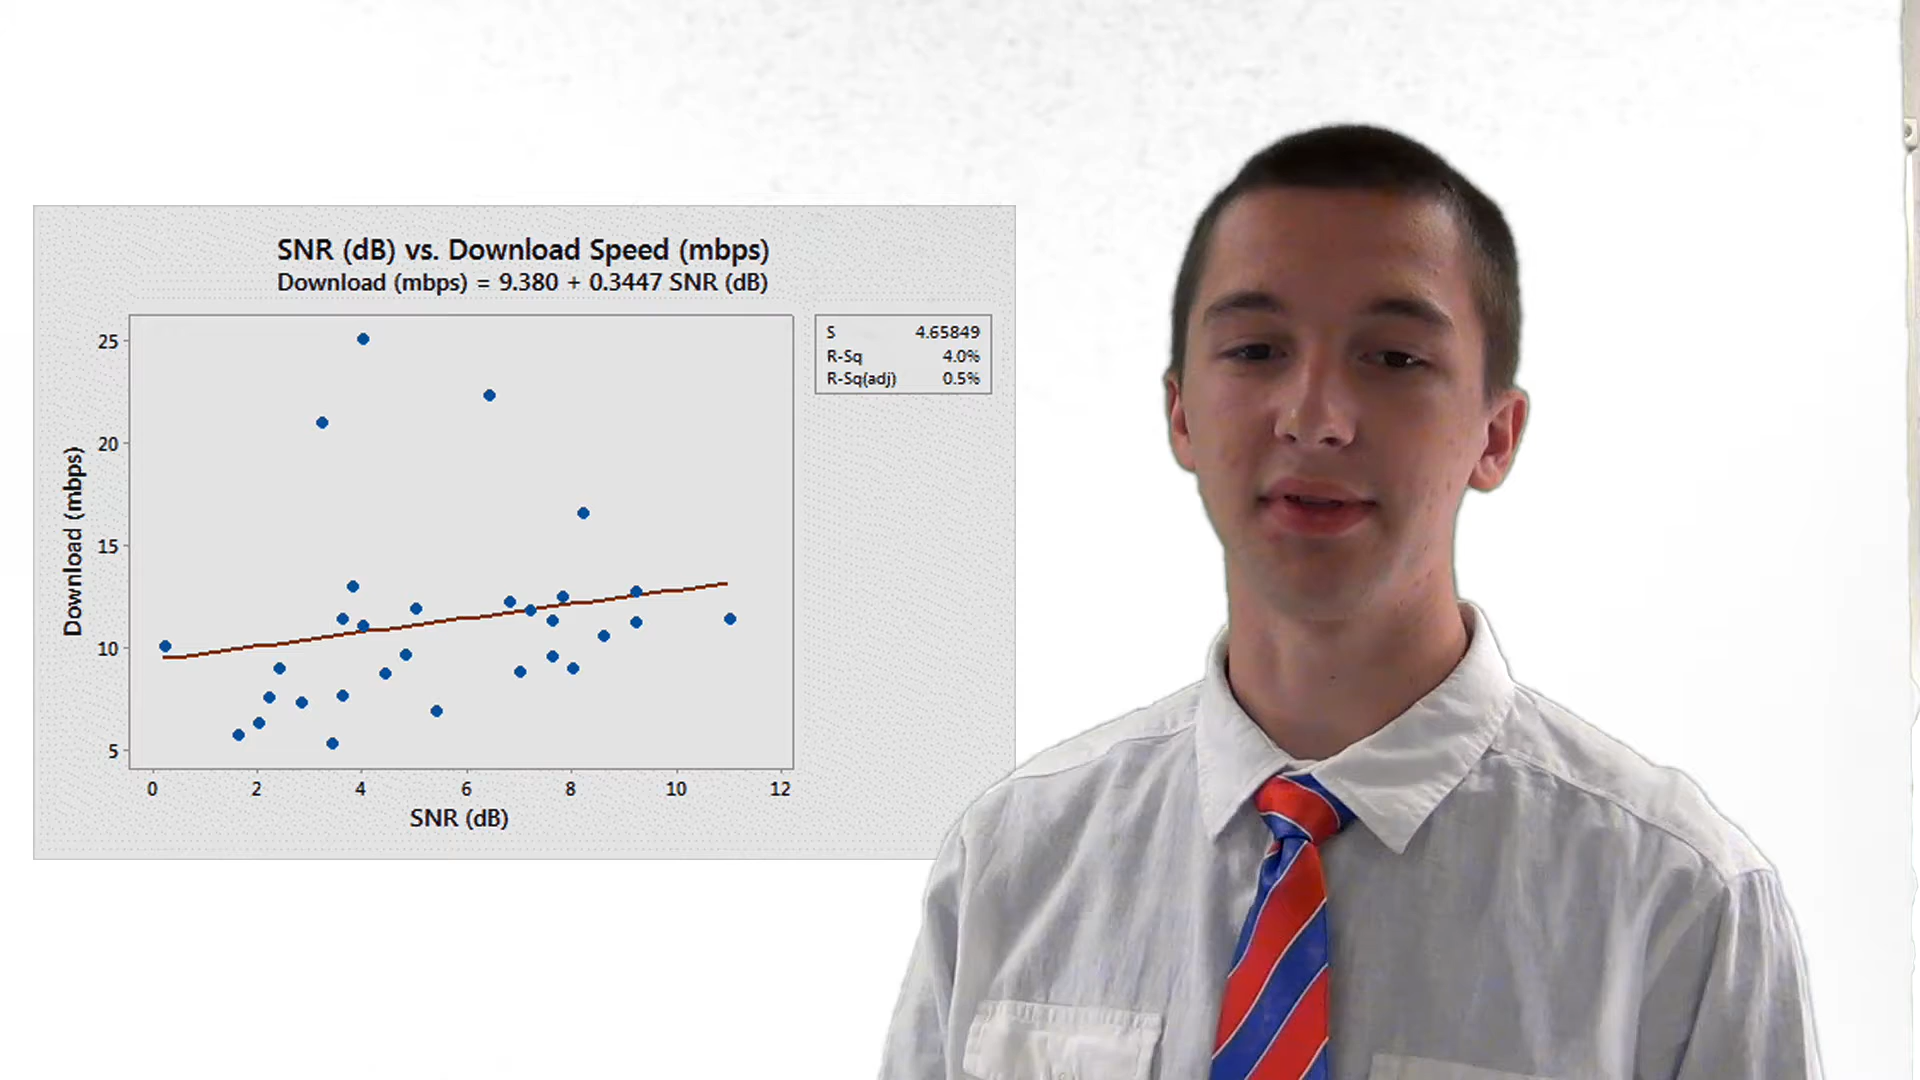 SNR (dB) vs. Download Speed (mbps)
Download (mbps) = 9.380 + 0.3447 SNR (dB)
S 4.65849
R-Sq 4.0%
R-Sq(adj) 0.5%
Download (mbps)
25
20
15
10
5
0 2 4 6 8 10 12
SNR (dB)